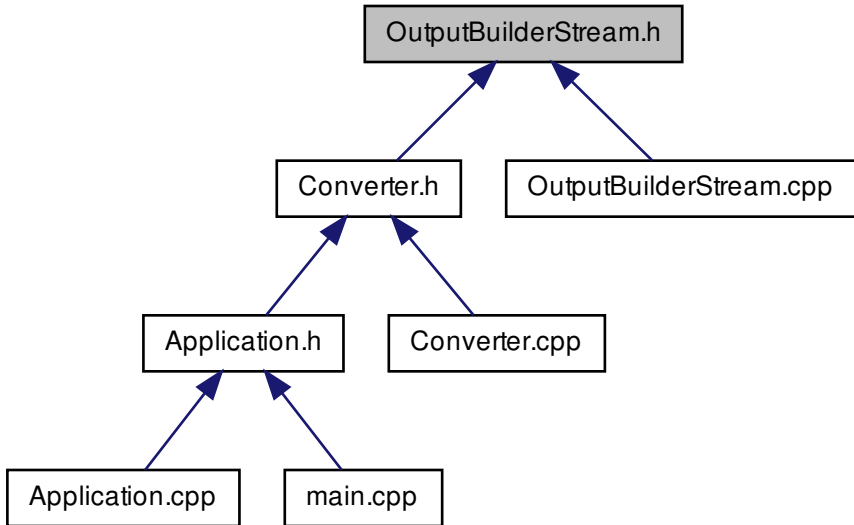 OutputBuilderStream.h
Converter.h
OutputBuilderStream.cpp
Application.h
Converter.cpp
Application.cpp
main.cpp